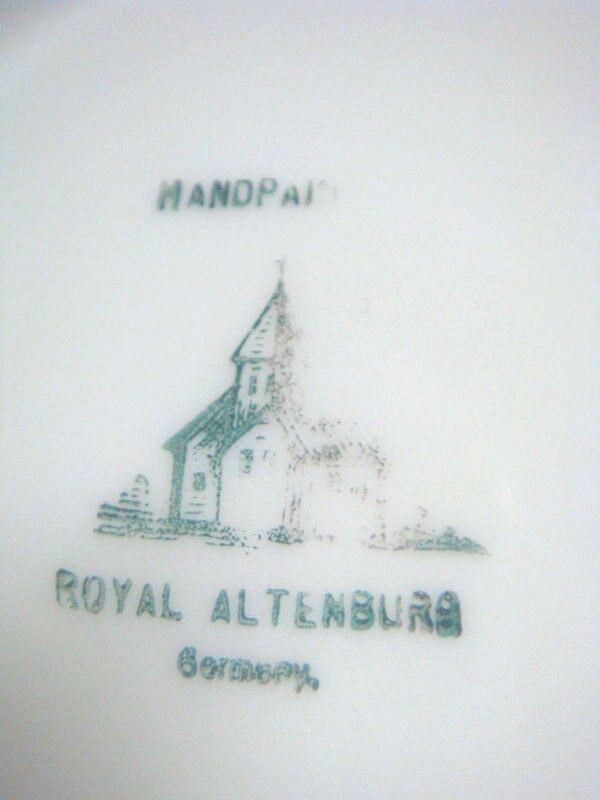 HANDPAI
ROYAL ALTENBURG
Germany.